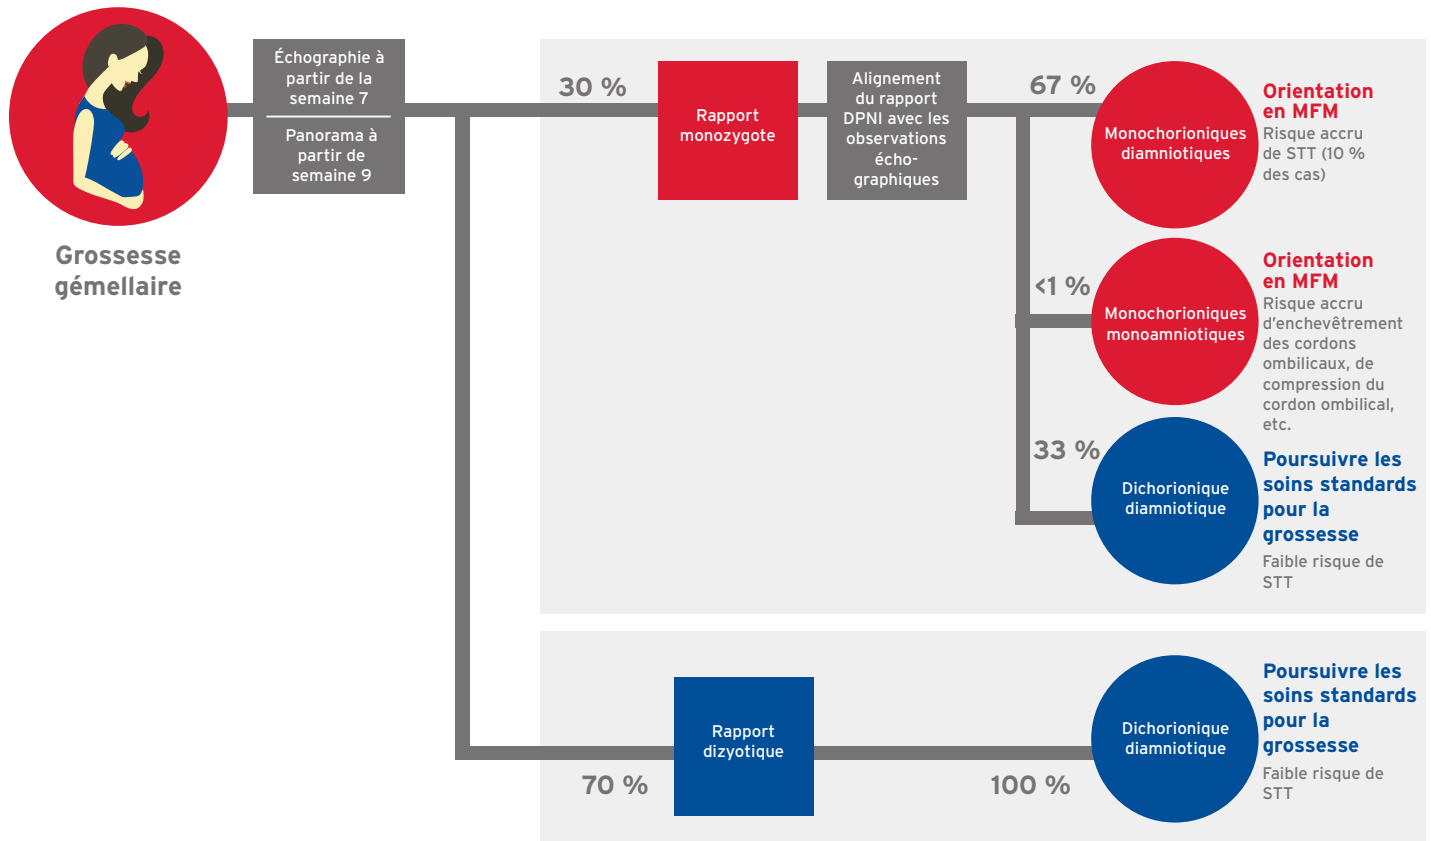 Grossesse
gémellaire
Échographie à
partir de la
semaine 7
Panorama à
partir de
semaine 9
30 %
Rapport
monozygote
Alignement
du rapport
DPNI avec les
observations
écho-
graphiques
67 %
Monochorioniques
diamniotiques
Orientation
en MFM
Risque accru
de STT (10 %
des cas)
<1 %
Monochorioniques
monoamniotiques
Orientation
en MFM
Risque accru
d'enchevêtrement
des cordons
ombilicaux, de
compression du
cordon ombilical,
etc.
33 %
Dichorionique
diamniotique
Poursuivre les
soins standards
pour la
grossesse
Faible risque de
STT
70 %
Rapport
dizyotique
100 %
Dichorionique
diamniotique
Poursuivre les
soins standards
pour la
grossesse
Faible risque de
STT